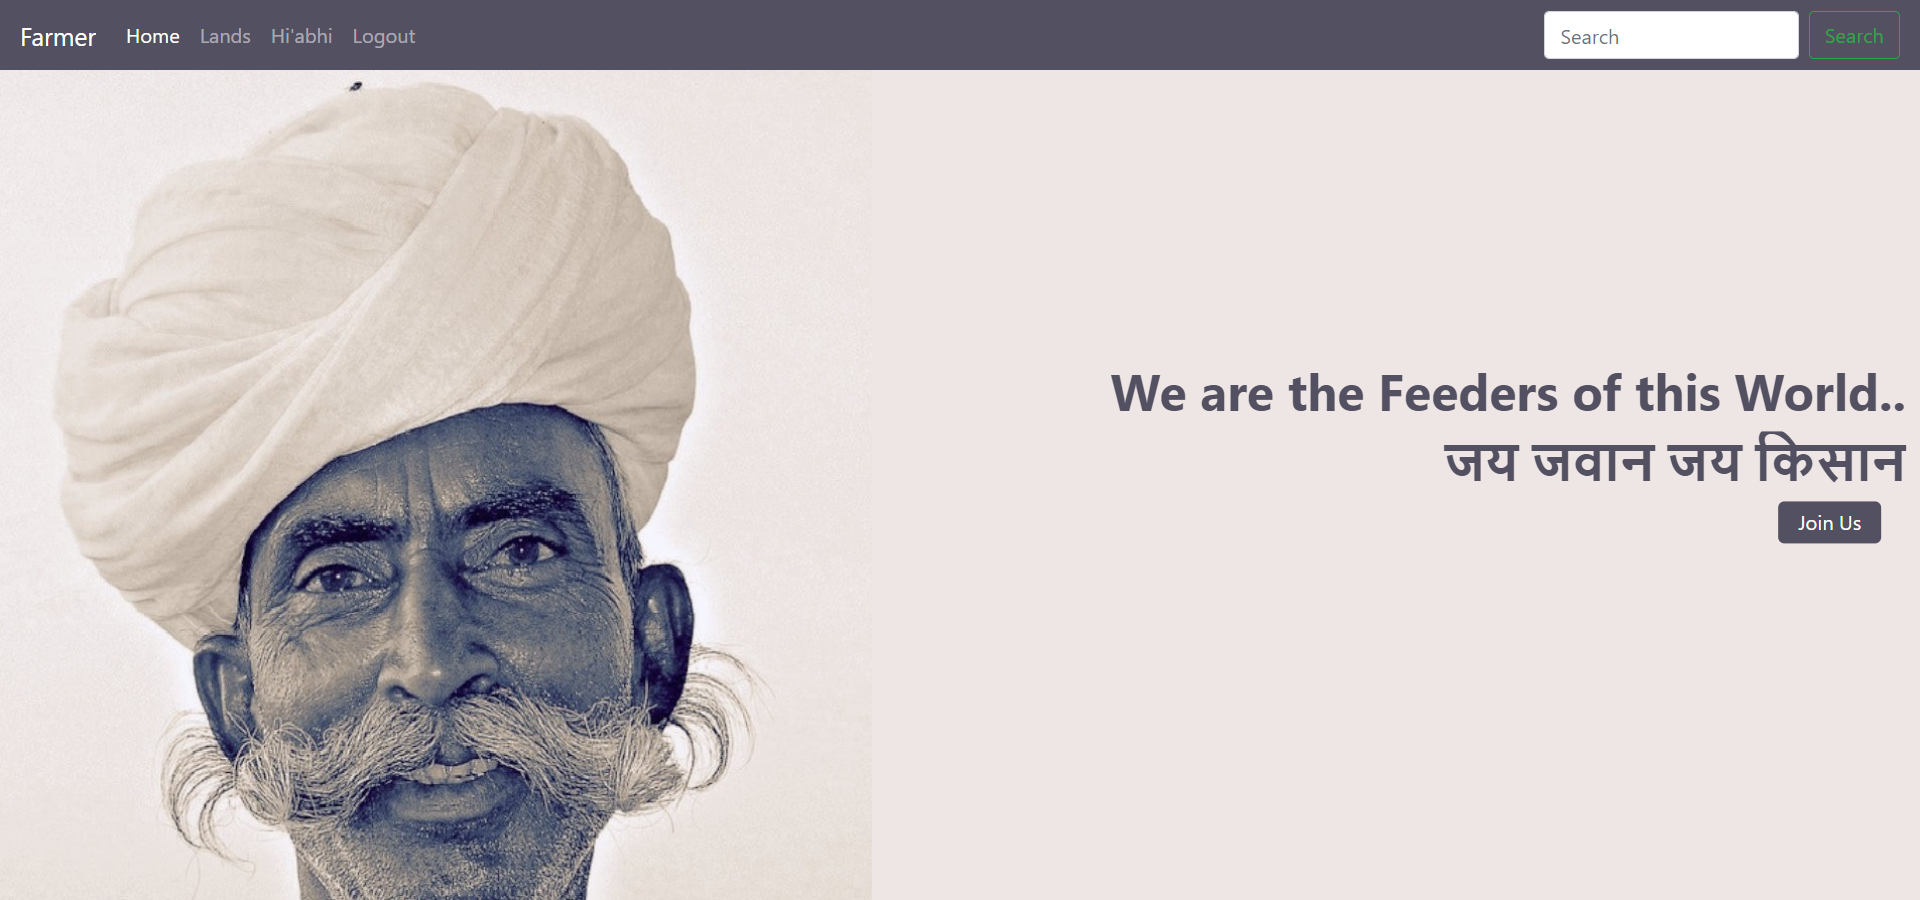 Farmer Home Lands Hi'abhi Logout Search Search
We are the Feeders of this World..
जय जवान जय किसान
Join Us